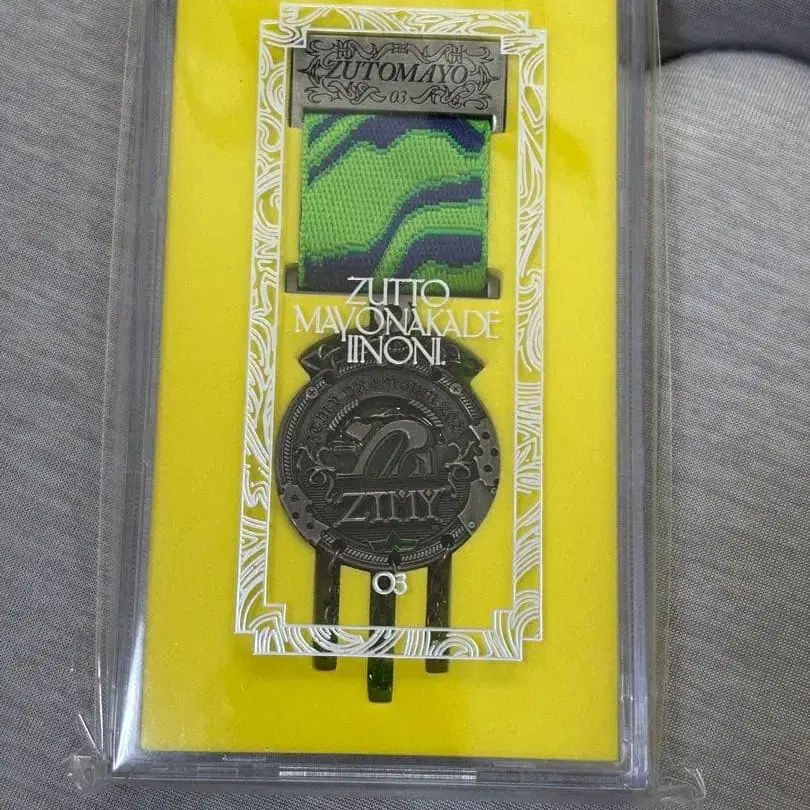 ZUTOMAYO
03
ZUTTO
MAYONAKADE
IINONI.
ZTMY
03